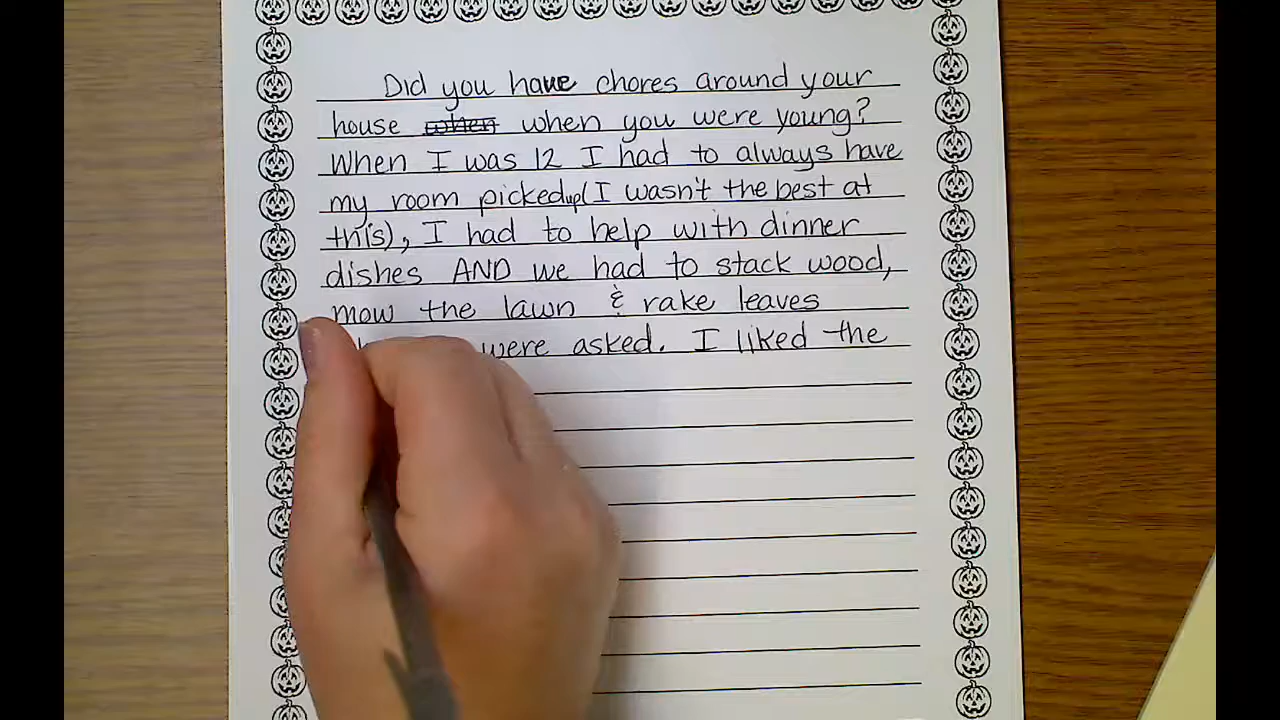 Did you have chores around your
house when when you were young?
When I was 12 I had to always have
my room picked up (I wasn't the best at
this), I had to help with dinner
dishes AND we had to stack wood,
mow the lawn & rake leaves
were asked. I liked the